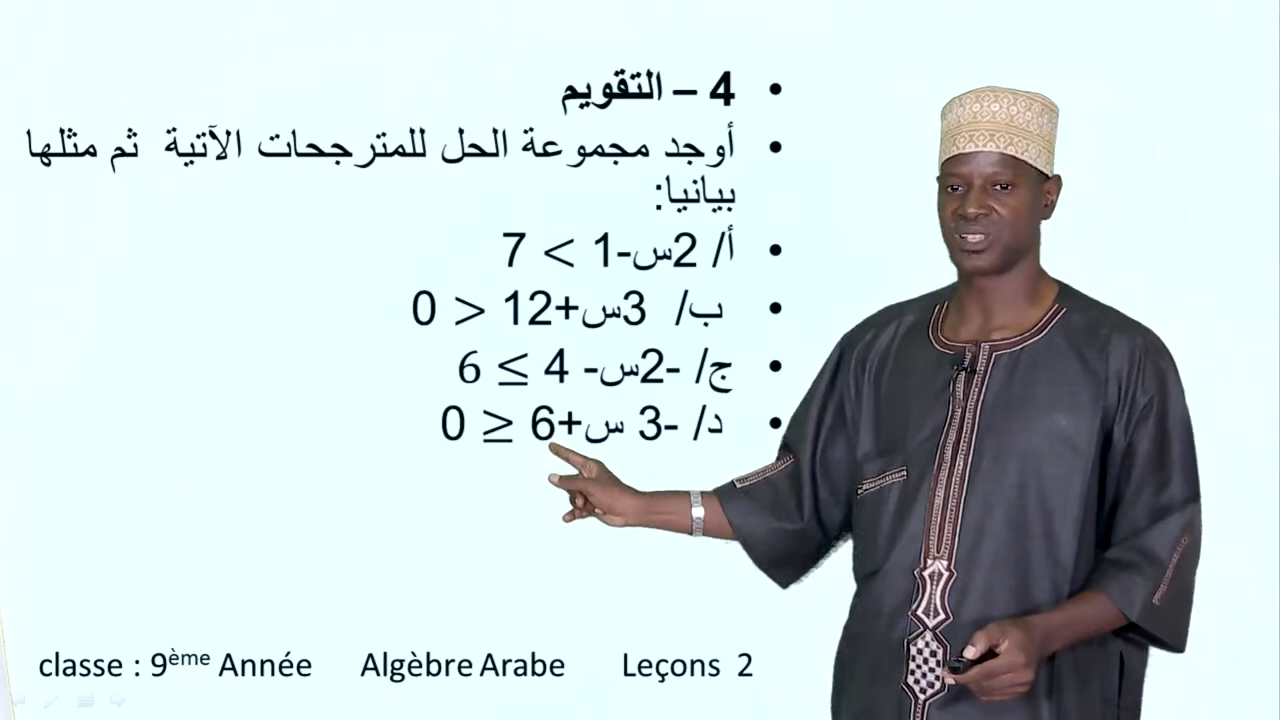 4 – التقويم
أوجد مجموعة الحل للمترجحات الآتية ثم مثلها
بيانيا:
أ/ 2س-1 > 7
ب/ 3س+12 < 0
ج/ -2س- 4 ≥ 6
د/ -3 س+6 ≤ 0
classe : 9ème Année Algèbre Arabe Leçons 2